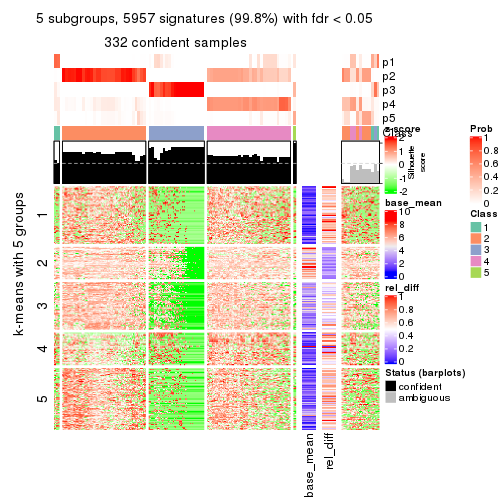 5 subgroups, 5957 signatures (99.8%) with fdr < 0.05
332 confident samples
p1
p2
p3
p4
p5
Class
Silhouette
score
k-means with 5 groups
1
2
3
4
5
base_mean
rel_diff
z-score
2
1
0
-1
-2
base_mean
10
8
6
4
2
0
rel_diff
1
0.8
0.6
0.4
0.2
0
Status (barplots)
confident
ambiguous
Prob
1
0.8
0.6
0.4
0.2
0
Class
1
2
3
4
5